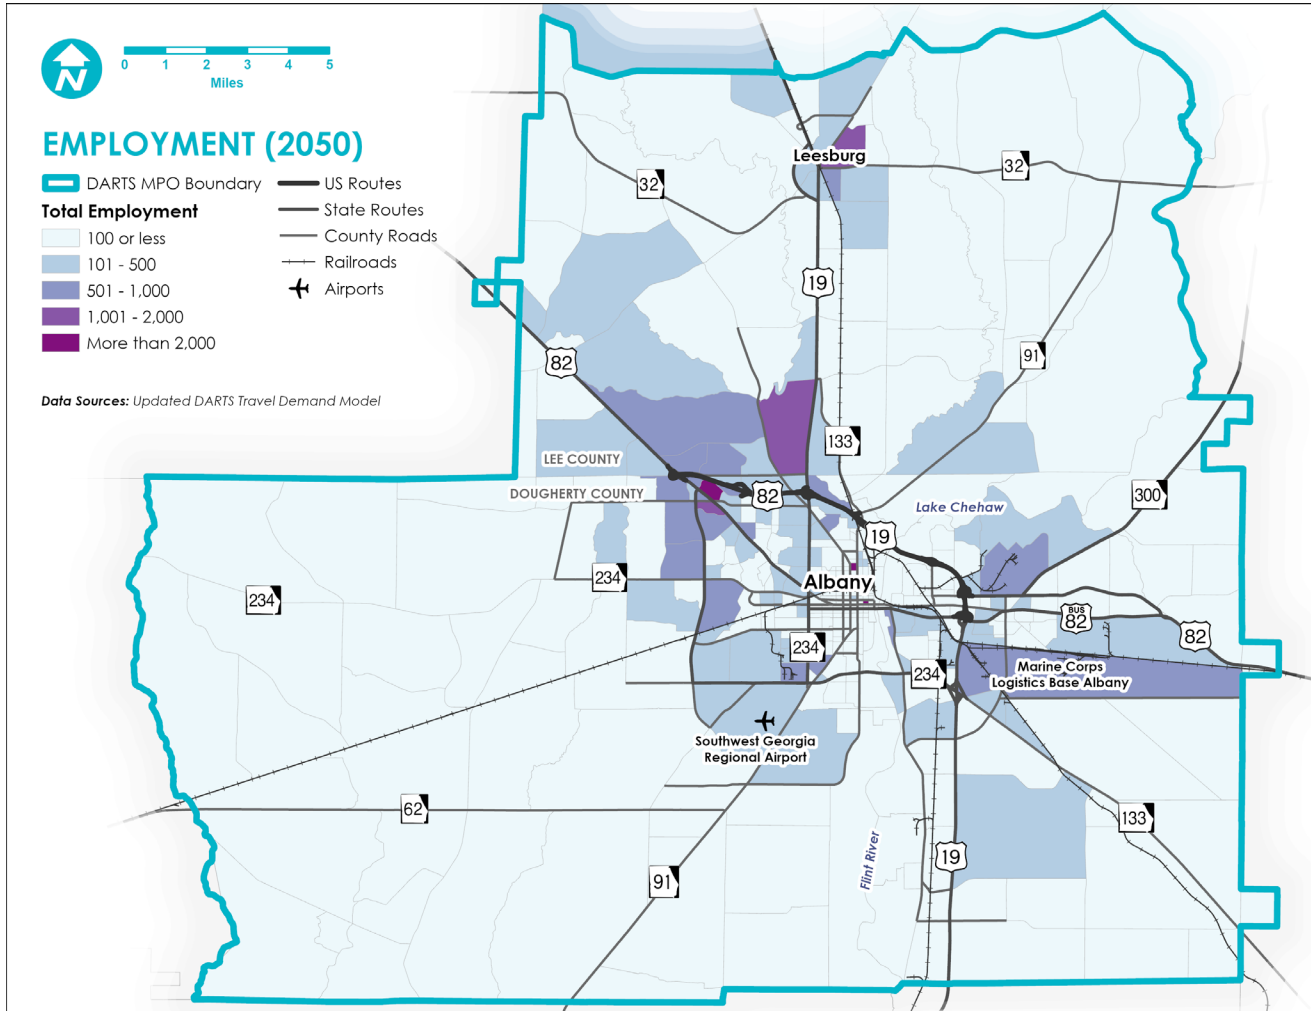 N
0 1 2 3 4 5
Miles
EMPLOYMENT (2050)
DARTS MPO Boundary
Total Employment
100 or less
101 - 500
501 - 1,000
1,001 - 2,000
More than 2,000
US Routes
State Routes
County Roads
Railroads
Airports
Data Sources: Updated DARTS Travel Demand Model
Leesburg
32
32
19
82
91
133
LEE COUNTY
DOUGHERTY COUNTY
82
300
Lake Chehaw
19
234
234
Albany
BUS
82
82
234
234
Marine Corps
Logistics Base Albany
Southwest Georgia
Regional Airport
62
133
Flint River
19
91